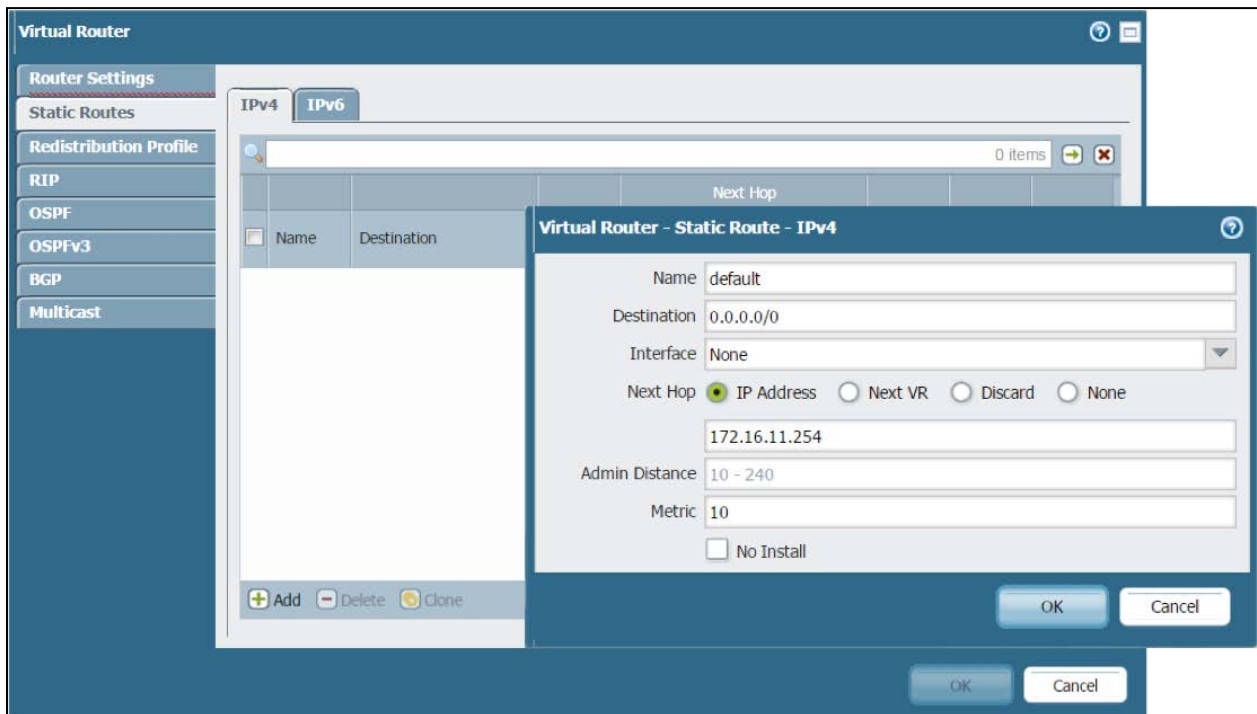 Virtual Router
Router Settings
Static Routes
Redistribution Profile
RIP
OSPF
OSPFv3
BGP
Multicast
IPv4 IPv6
0 items
Next Hop
Name Destination
Add Delete Clone
Virtual Router - Static Route - IPv4
Name default
Destination 0.0.0.0/0
Interface None
Next Hop IP Address Next VR Discard None
172.16.11.254
Admin Distance 10 - 240
Metric 10
No Install
OK Cancel
OK Cancel